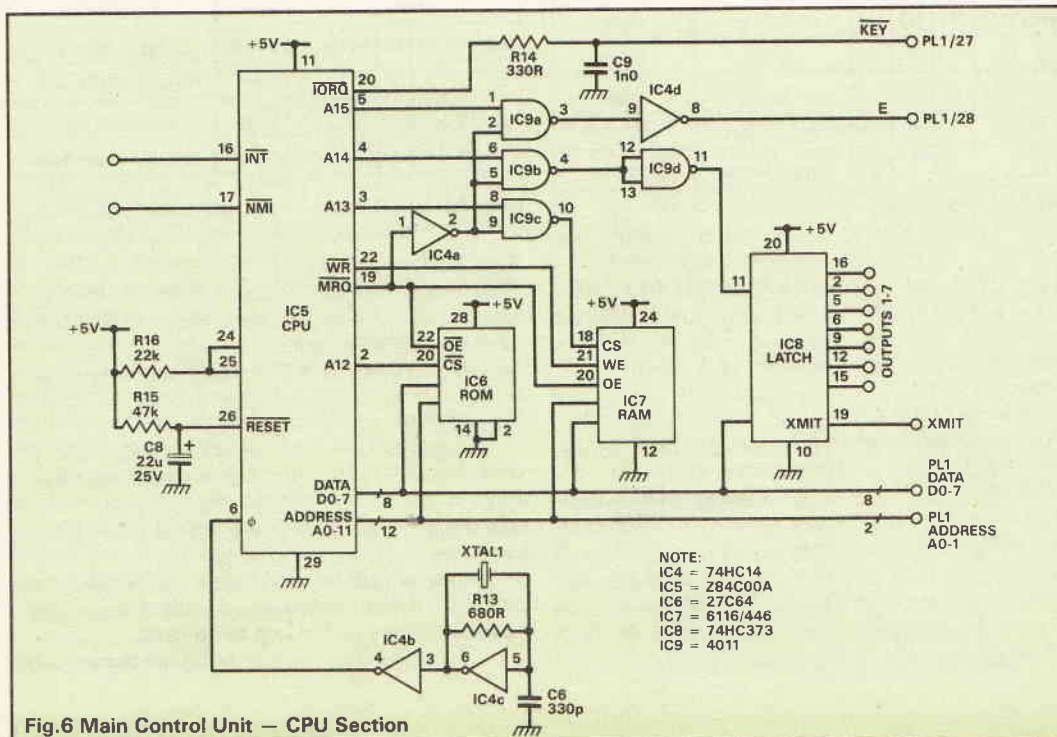 +5V
11
20
IORQ
5
A15
R14
330R
C9
1n0
KEY
PL1/27
1
2
IC9a
3
9
IC4d
8
E
PL1/28
16
INT
4
A14
6
5
IC9b
4
12
13
IC9d
11
17
NMI
3
A13
8
9
IC9c
10
1
2
IC4a
+5V
20
22
WR
19
MRQ
IC5
CPU
+5V
28
+5V
24
11
16
2
5
6
9
12
15
OUTPUTS 1-7
IC8
LATCH
+5V
R16
22k
24
25
22
OE
20
CS
A12
2
IC6
ROM
14
2
18
CS
21
WE
20
OE
IC7
RAM
12
XMIT
19
XMIT
10
R15
47k
26
RESET
C8
22u
25V
+
DATA
D0-7
8
8
PL1
DATA
D0-7
6
ϕ
ADDRESS
A0-11
12
2
PL1
ADDRESS
A0-1
29
XTAL1
R13
680R
IC4b
4
3
6
5
IC4c
C6
330p
NOTE:
IC4 = 74HC14
IC5 = Z84C00A
IC6 = 27C64
IC7 = 6116/446
IC8 = 74HC373
IC9 = 4011
Fig.6 Main Control Unit — CPU Section